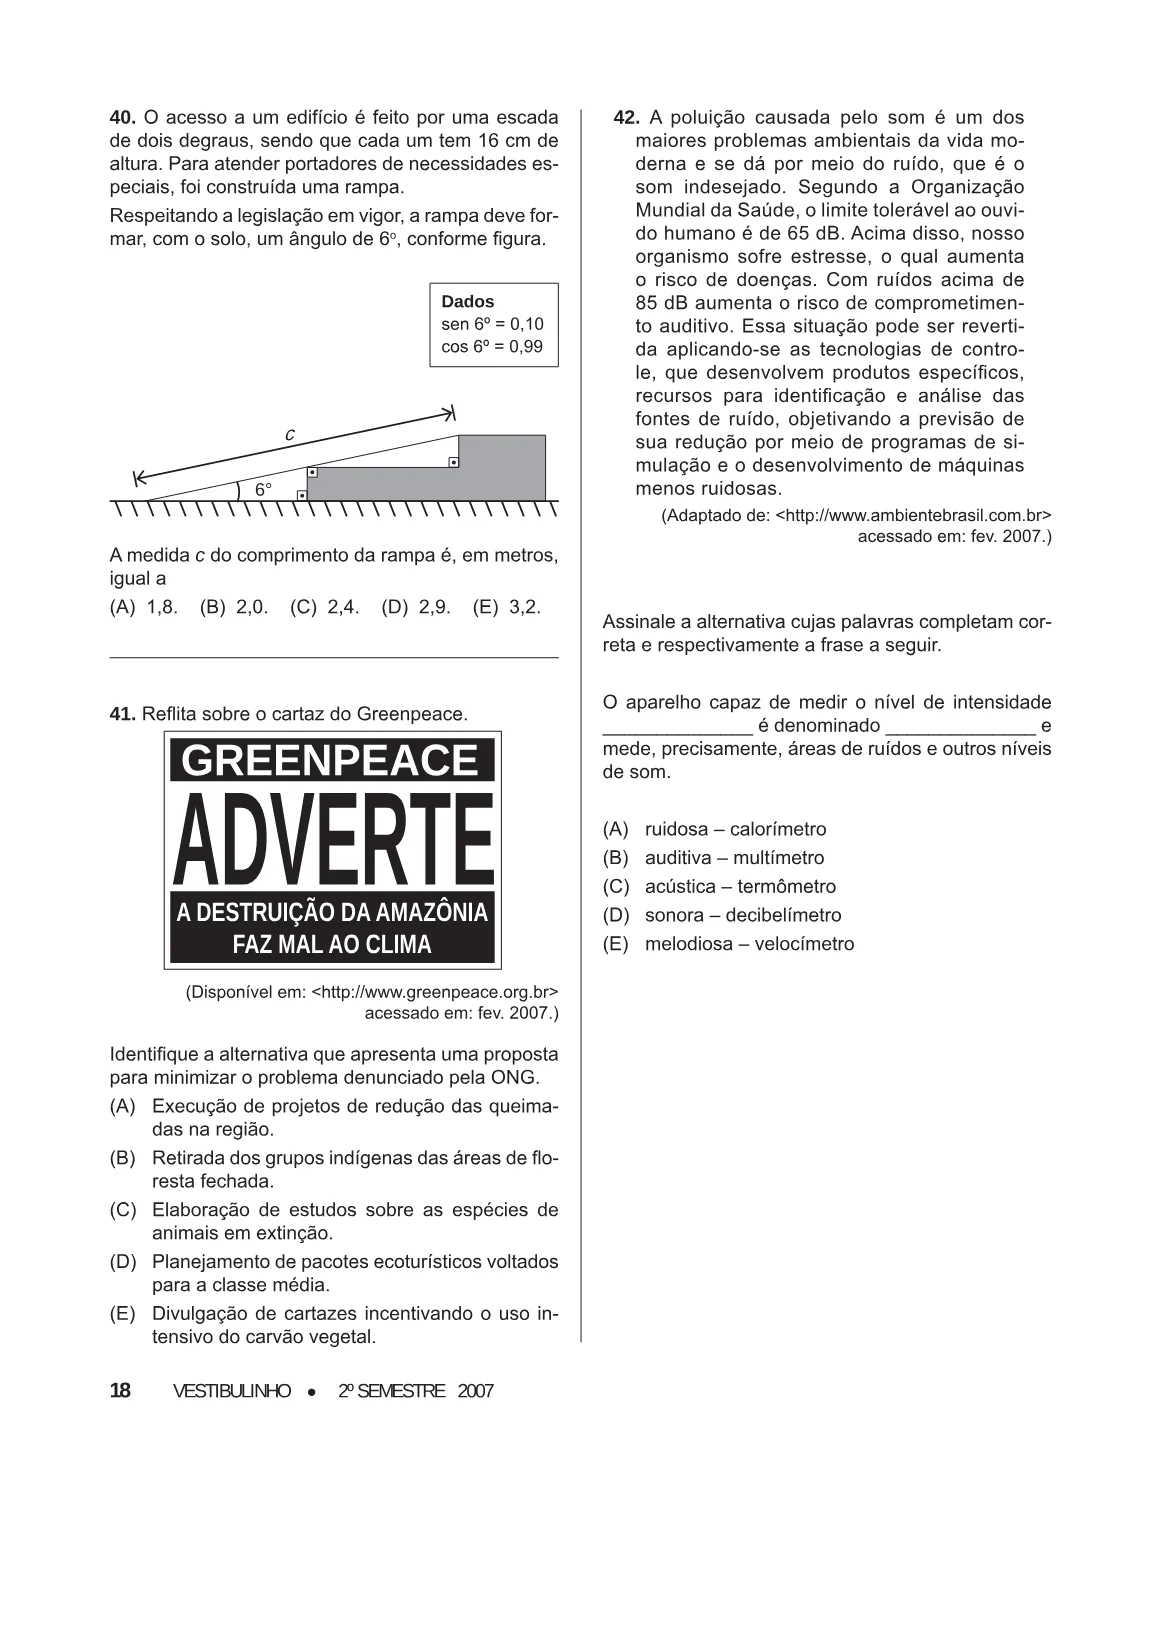 40. O acesso a um edifício é feito por uma escada
de dois degraus, sendo que cada um tem 16 cm de
altura. Para atender portadores de necessidades es-
peciais, foi construída uma rampa.
Respeitando a legislação em vigor, a rampa deve for-
mar, com o solo, um ângulo de 6º, conforme figura.
Dados
sen 6º = 0,10
cos 6º = 0,99
c
6°
A medida c do comprimento da rampa é, em metros,
igual a
(A) 1,8. (B) 2,0. (C) 2,4. (D) 2,9. (E) 3,2.
41. Reflita sobre o cartaz do Greenpeace.
GREENPEACE
ADVERTE
A DESTRUIÇÃO DA AMAZÔNIA
FAZ MAL AO CLIMA
(Disponível em: <http://www.greenpeace.org.br>
acessado em: fev. 2007.)
Identifique a alternativa que apresenta uma proposta
para minimizar o problema denunciado pela ONG.
(A) Execução de projetos de redução das queima-
das na região.
(B) Retirada dos grupos indígenas das áreas de flo-
resta fechada.
(C) Elaboração de estudos sobre as espécies de
animais em extinção.
(D) Planejamento de pacotes ecoturísticos voltados
para a classe média.
(E) Divulgação de cartazes incentivando o uso in-
tensivo do carvão vegetal.
42. A poluição causada pelo som é um dos
maiores problemas ambientais da vida mo-
derna e se dá por meio do ruído, que é o
som indesejado. Segundo a Organização
Mundial da Saúde, o limite tolerável ao ouvi-
do humano é de 65 dB. Acima disso, nosso
organismo sofre estresse, o qual aumenta
o risco de doenças. Com ruídos acima de
85 dB aumenta o risco de comprometimen-
to auditivo. Essa situação pode ser reverti-
da aplicando-se as tecnologias de contro-
le, que desenvolvem produtos específicos,
recursos para identificação e análise das
fontes de ruído, objetivando a previsão de
sua redução por meio de programas de si-
mulação e o desenvolvimento de máquinas
menos ruidosas.
(Adaptado de: <http://www.ambientebrasil.com.br>
acessado em: fev. 2007.)
Assinale a alternativa cujas palavras completam cor-
reta e respectivamente a frase a seguir.
O aparelho capaz de medir o nível de intensidade
______________ é denominado ______________ e
mede, precisamente, áreas de ruídos e outros níveis
de som.
(A) ruidosa – calorímetro
(B) auditiva – multímetro
(C) acústica – termômetro
(D) sonora – decibelímetro
(E) melodiosa – velocímetro
18 VESTIBULINHO • 2º SEMESTRE 2007